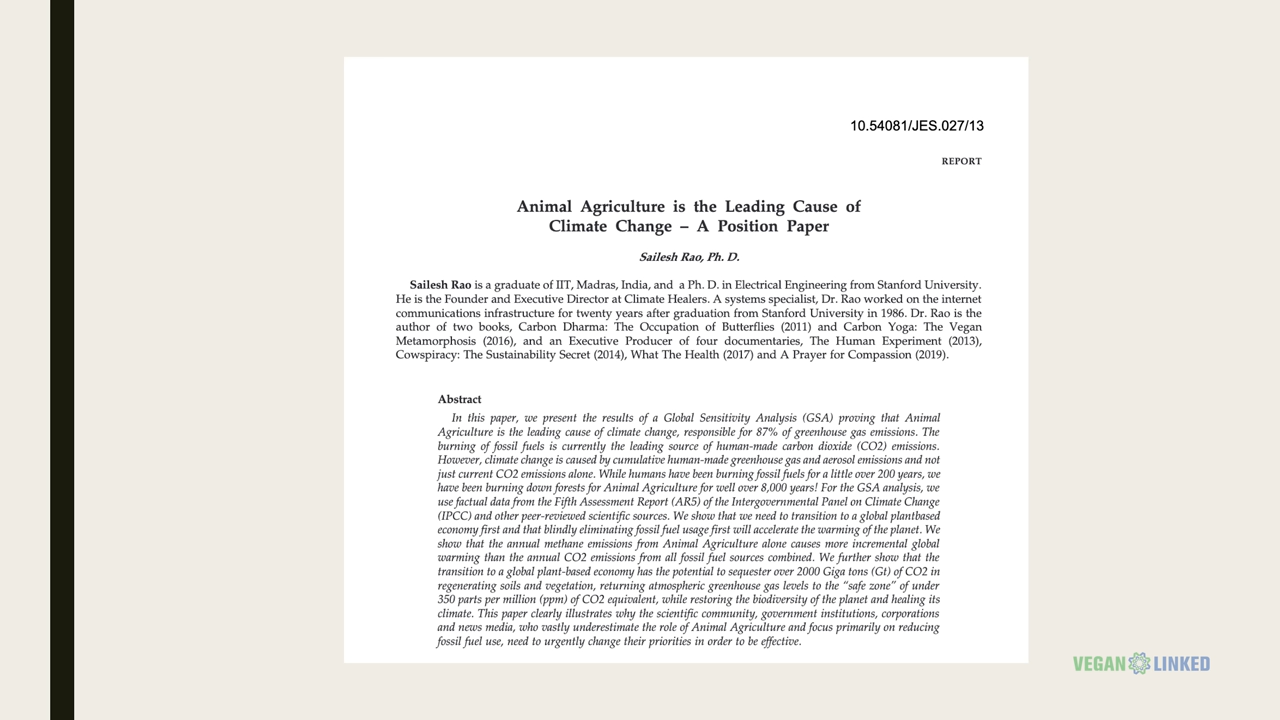 10.54081/JES.027/13
REPORT
Animal Agriculture is the Leading Cause of
Climate Change – A Position Paper
Sailesh Rao, Ph. D.
Sailesh Rao is a graduate of IIT, Madras, India, and a Ph. D. in Electrical Engineering from Stanford University.
He is the Founder and Executive Director at Climate Healers. A systems specialist, Dr. Rao worked on the internet
communications infrastructure for twenty years after graduation from Stanford University in 1986. Dr. Rao is the
author of two books, Carbon Dharma: The Occupation of Butterflies (2011) and Carbon Yoga: The Vegan
Metamorphosis (2016), and an Executive Producer of four documentaries, The Human Experiment (2013),
Cowspiracy: The Sustainability Secret (2014), What The Health (2017) and A Prayer for Compassion (2019).
Abstract
In this paper, we present the results of a Global Sensitivity Analysis (GSA) proving that Animal
Agriculture is the leading cause of climate change, responsible for 87% of greenhouse gas emissions. The
burning of fossil fuels is currently the leading source of human-made carbon dioxide (CO2) emissions.
However, climate change is caused by cumulative human-made greenhouse gas and aerosol emissions and not
just current CO2 emissions alone. While humans have been burning fossil fuels for a little over 200 years, we
have been burning down forests for Animal Agriculture for well over 8,000 years! For the GSA analysis, we
use factual data from the Fifth Assessment Report (AR5) of the Intergovernmental Panel on Climate Change
(IPCC) and other peer-reviewed scientific sources. We show that we need to transition to a global plantbased
economy first and that blindly eliminating fossil fuel usage first will accelerate the warming of the planet. We
show that the annual methane emissions from Animal Agriculture alone causes more incremental global
warming than the annual CO2 emissions from all fossil fuel sources combined. We further show that the
transition to a global plant-based economy has the potential to sequester over 2000 Giga tons (Gt) of CO2 in
regenerating soils and vegetation, returning atmospheric greenhouse gas levels to the “safe zone” of under
350 parts per million (ppm) of CO2 equivalent, while restoring the biodiversity of the planet and healing its
climate. This paper clearly illustrates why the scientific community, government institutions, corporations
and news media, who vastly underestimate the role of Animal Agriculture and focus primarily on reducing
fossil fuel use, need to urgently change their priorities in order to be effective.
VEGAN LINKED